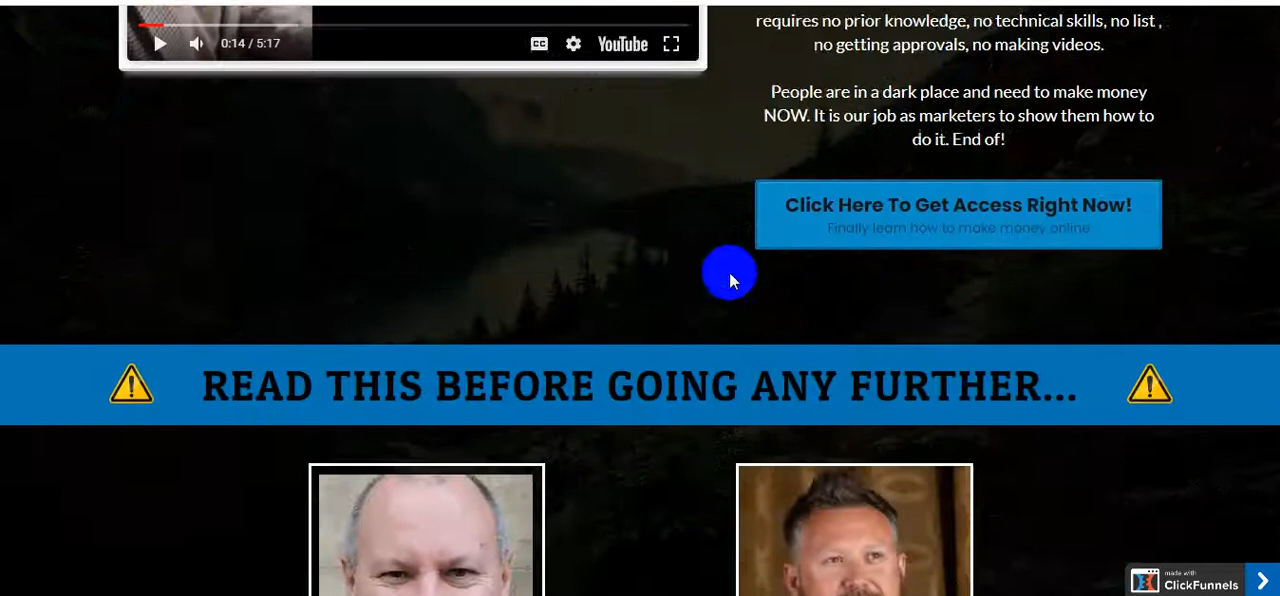 requires no prior knowledge, no technical skills, no list ,
no getting approvals, no making videos.
People are in a dark place and need to make money
NOW. It is our job as marketers to show them how to
do it. End of!
0:14 / 5:17
CC
YouTube
Click Here To Get Access Right Now!
Finally learn how to make money online
READ THIS BEFORE GOING ANY FURTHER...
made with
ClickFunnels